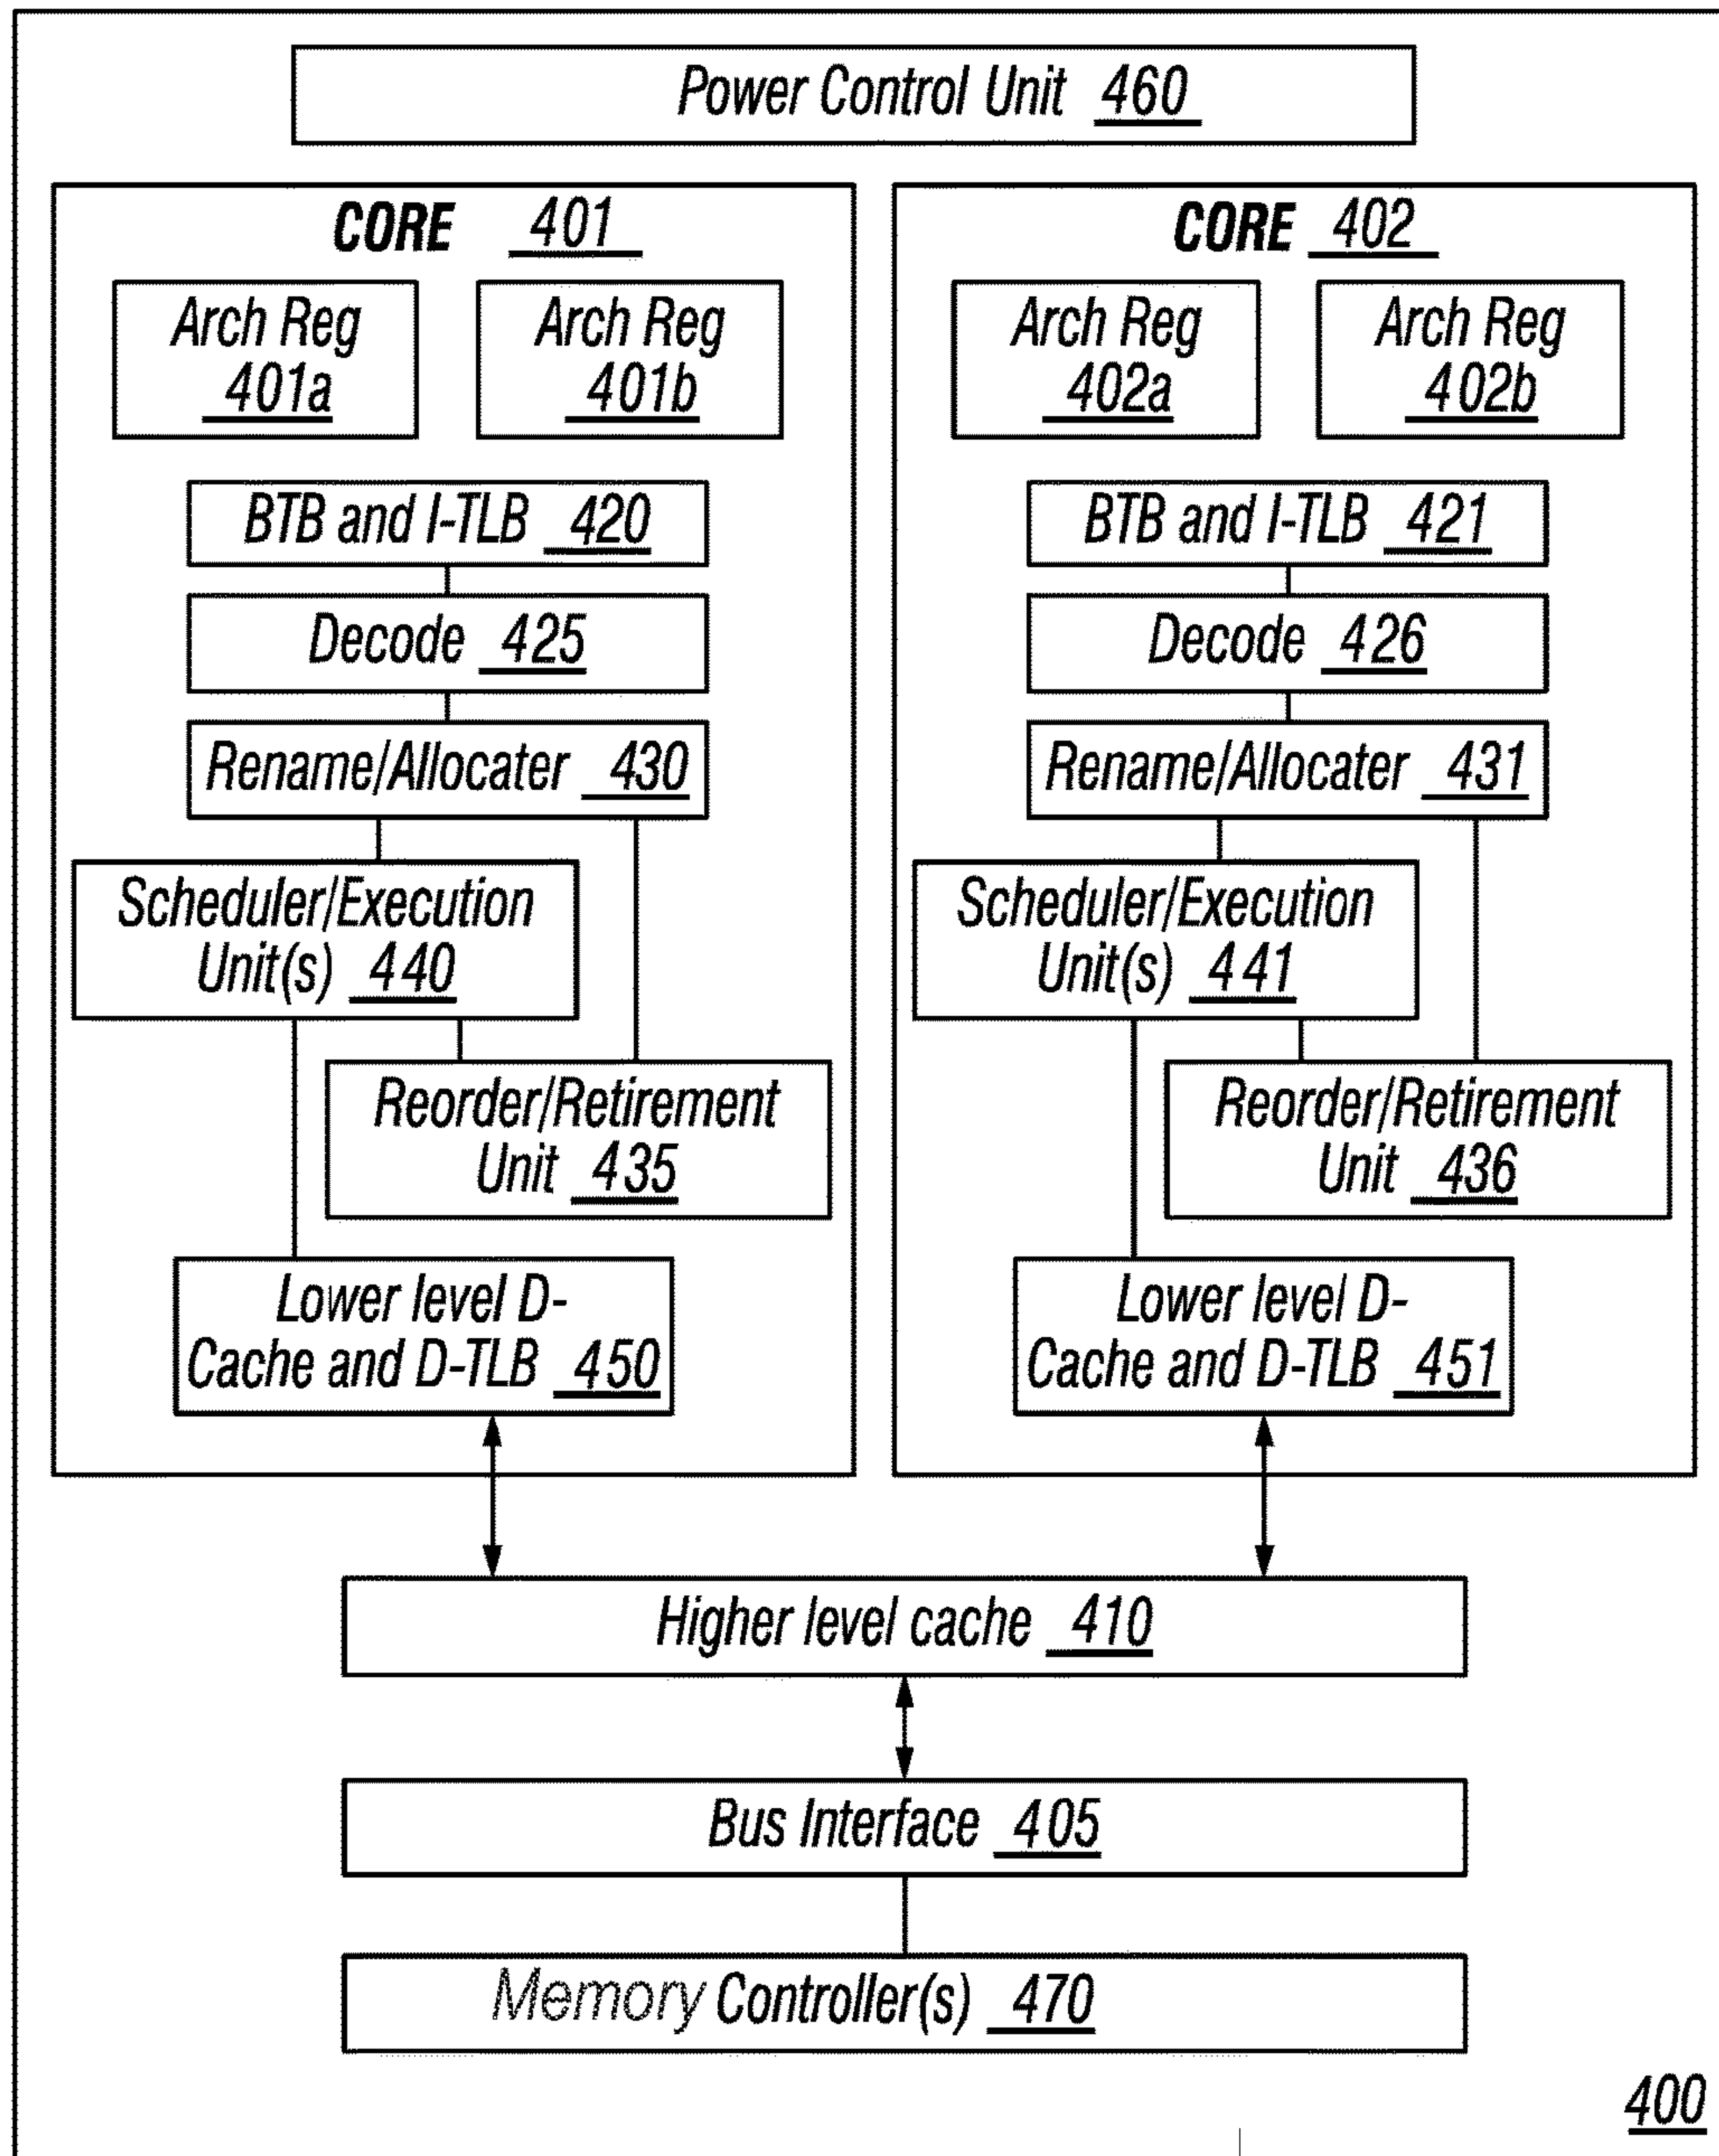 Power Control Unit 460
CORE 401
Arch Reg
401a
Arch Reg
401b
BTB and I-TLB 420
Decode 425
Rename/Allocater 430
Scheduler/Execution
Unit(s) 440
Reorder/Retirement
Unit 435
Lower level D-
Cache and D-TLB 450
CORE 402
Arch Reg
402a
Arch Reg
402b
BTB and I-TLB 421
Decode 426
Rename/Allocater 431
Scheduler/Execution
Unit(s) 441
Reorder/Retirement
Unit 436
Lower level D-
Cache and D-TLB 451
Higher level cache 410
Bus Interface 405
Memory Controller(s) 470
400